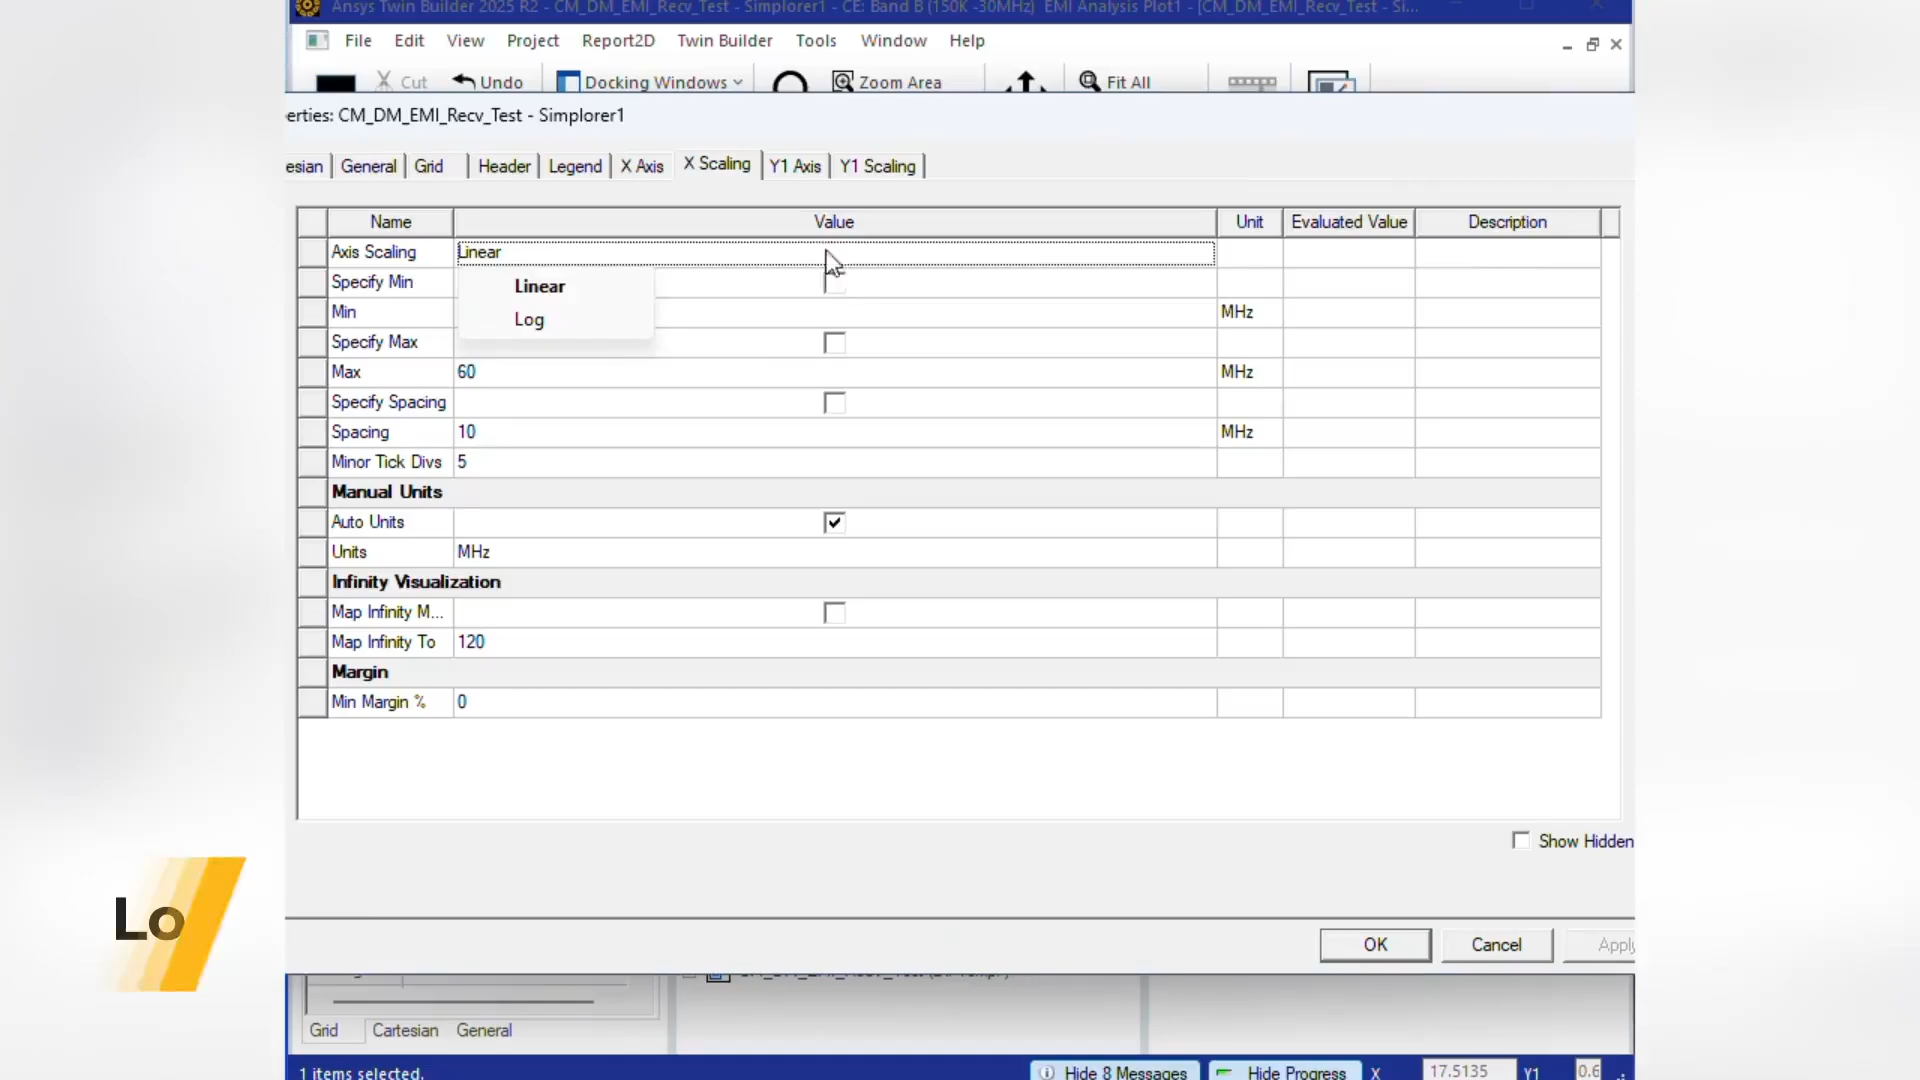 Ansys Twin Builder 2025 R2 - CM_DM_EMI_Recv_Test - Simplorer1 - CE: Band B (150K -30MHz) EMI Analysis Plot1 - [CM_DM_EMI_Recv_Test - Si...
File Edit View Project Report2D Twin Builder Tools Window Help
Cut Undo Docking Windows Zoom Area Fit All
erties: CM_DM_EMI_Recv_Test - Simplorer1
esian General Grid Header Legend X Axis X Scaling Y1 Axis Y1 Scaling
Name Value Unit Evaluated Value Description
Axis Scaling Linear
Specify Min
Linear
Min MHz
Log
Specify Max
Max 60 MHz
Specify Spacing
Spacing 10 MHz
Minor Tick Divs 5
Manual Units
Auto Units
Units MHz
Infinity Visualization
Map Infinity M...
Map Infinity To 120
Margin
Min Margin % 0
Show Hidden
Lo
OK Cancel Apply
Grid Cartesian General
1 items selected. Hide 8 Messages Hide Progress X 17.5135 Y1 0.6